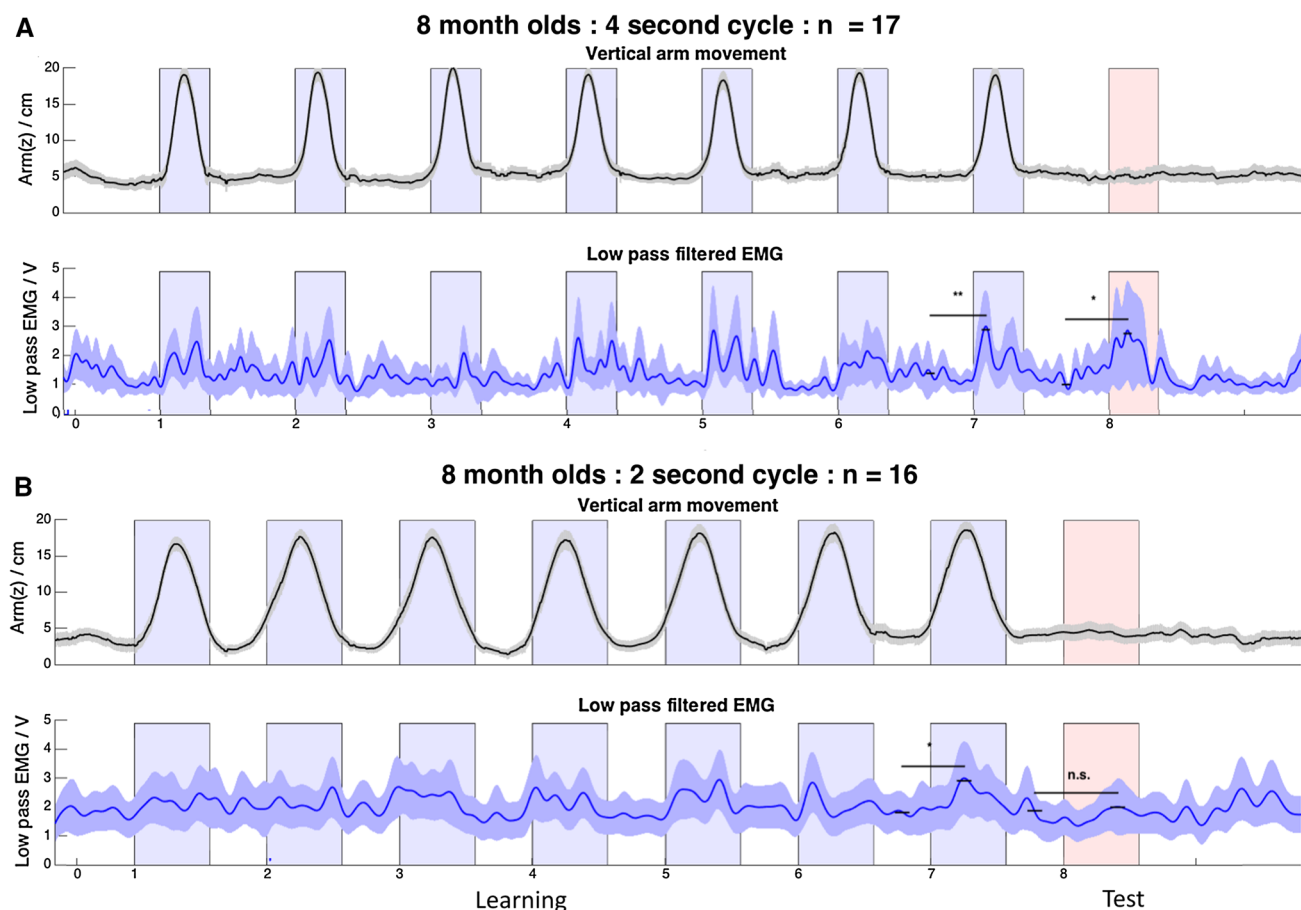 A
8 month olds : 4 second cycle : n = 17
Vertical arm movement
Arm(z) / cm
20
15
10
5
0
Low pass filtered EMG
Low pass EMG / V
5
4
3
2
1
0
** *
0 1 2 3 4 5 6 7 8
B
8 month olds : 2 second cycle : n = 16
Vertical arm movement
Arm(z) / cm
20
15
10
5
0
Low pass filtered EMG
Low pass EMG / V
5
4
3
2
1
0
* n.s.
0 1 2 3 4 5 6 7 8
Learning Test